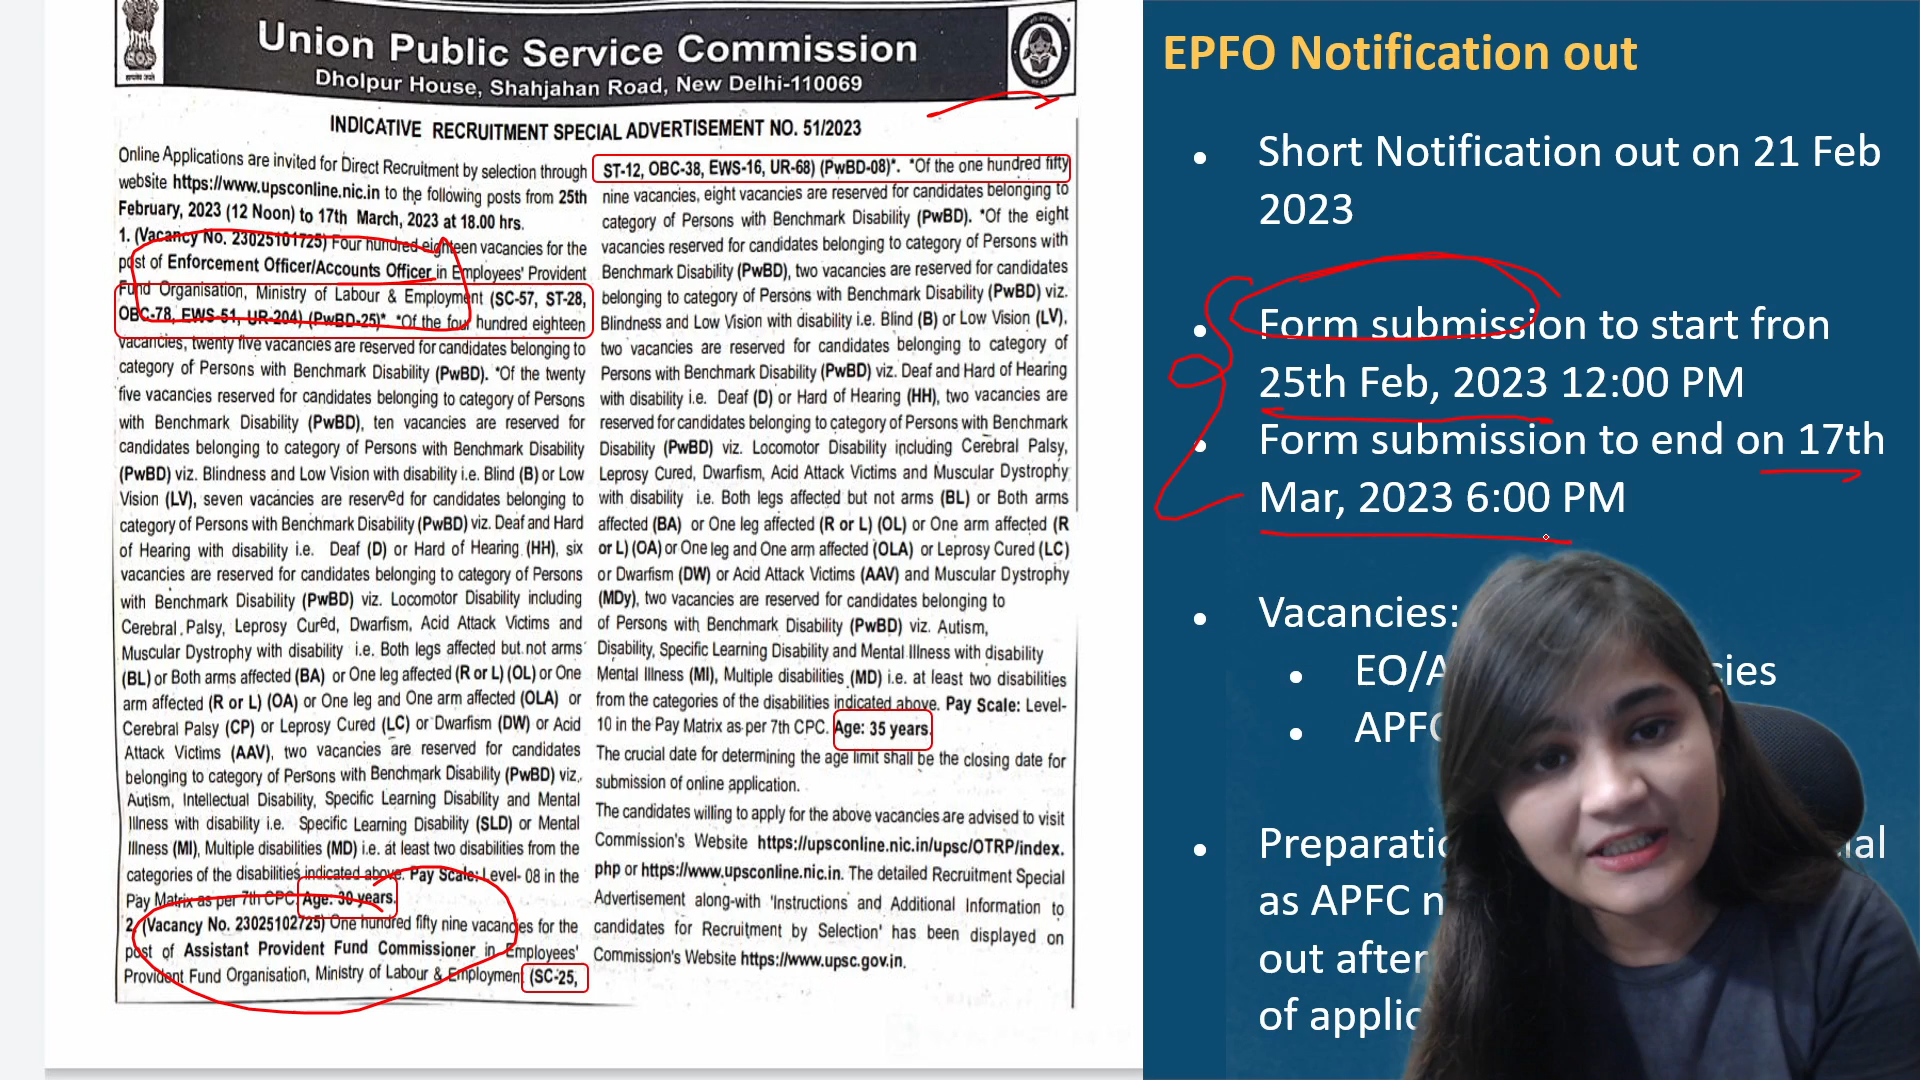 Union Public Service Commission
Dholpur House, Shahjahan Road, New Delhi-110069
INDICATIVE RECRUITMENT SPECIAL ADVERTISEMENT NO. 51/2023
Online Applications are invited for Direct Recruitment by selection through
website https://www.upsconline.nic.in to the following posts from 25th
February, 2023 (12 Noon) to 17th March, 2023 at 18.00 hrs.
1. (Vacancy No. 23025101725) Four hundred eighteen vacancies for the
post of Enforcement Officer/Accounts Officer in Employees' Provident
Fund Organisation, Ministry of Labour & Employment (SC-57, ST-28,
OBC-78, EWS-51, UR-204) (PwBD-25)*. *Of the four hundred eighteen
vacancies, twenty five vacancies are reserved for candidates belonging to
category of Persons with Benchmark Disability (PwBD). *Of the twenty
five vacancies reserved for candidates belonging to category of Persons
with Benchmark Disability (PwBD), ten vacancies are reserved for
candidates belonging to category of Persons with Benchmark Disability
(PwBD) viz. Blindness and Low Vision with disability i.e. Blind (B) or Low
Vision (LV), seven vacancies are reserved for candidates belonging to
category of Persons with Benchmark Disability (PwBD) viz. Deaf and Hard
of Hearing with disability i.e. Deaf (D) or Hard of Hearing (HH), six
vacancies are reserved for candidates belonging to category of Persons
with Benchmark Disability (PwBD) viz. Locomotor Disability including
Cerebral Palsy, Leprosy Cured, Dwarfism, Acid Attack Victims and
Muscular Dystrophy with disability i.e. Both legs affected but not arms
(BL) or Both arms affected (BA) or One leg affected (R or L) (OL) or One
arm affected (R or L) (OA) or One leg and One arm affected (OLA) or
Cerebral Palsy (CP) or Leprosy Cured (LC) or Dwarfism (DW) or Acid
Attack Victims (AAV), two vacancies are reserved for candidates
belonging to category of Persons with Benchmark Disability (PwBD) viz.
Autism, Intellectual Disability, Specific Learning Disability and Mental
Illness with disability i.e. Specific Learning Disability (SLD) or Mental
Illness (MI), Multiple disabilities (MD) i.e. at least two disabilities from the
categories of the disabilities indicated above. Pay Scale: Level- 08 in the
Pay Matrix as per 7th CPC. Age: 30 years.
2. (Vacancy No. 23025102725) One hundred fifty nine vacancies for the
post of Assistant Provident Fund Commissioner in Employees'
Provident Fund Organisation, Ministry of Labour & Employment (SC-25,
ST-12, OBC-38, EWS-16, UR-68) (PwBD-08)*. *Of the one hundred fifty
nine vacancies, eight vacancies are reserved for candidates belonging to
category of Persons with Benchmark Disability (PwBD). *Of the eight
vacancies reserved for candidates belonging to category of Persons with
Benchmark Disability (PwBD), two vacancies are reserved for candidates
belonging to category of Persons with Benchmark Disability (PwBD) viz.
Blindness and Low Vision with disability i.e. Blind (B) or Low Vision (LV),
two vacancies are reserved for candidates belonging to category of
Persons with Benchmark Disability (PwBD) viz. Deaf and Hard of Hearing
with disability i.e. Deaf (D) or Hard of Hearing (HH), two vacancies are
reserved for candidates belonging to category of Persons with Benchmark
Disability (PwBD) viz. Locomotor Disability including Cerebral Palsy,
Leprosy Cured, Dwarfism, Acid Attack Victims and Muscular Dystrophy
with disability i.e. Both legs affected but not arms (BL) or Both arms
affected (BA) or One leg affected (R or L) (OL) or One arm affected (R
or L) (OA) or One leg and One arm affected (OLA) or Leprosy Cured (LC)
or Dwarfism (DW) or Acid Attack Victims (AAV) and Muscular Dystrophy
(MDy), two vacancies are reserved for candidates belonging to
of Persons with Benchmark Disability (PwBD) viz. Autism,
Disability, Specific Learning Disability and Mental Illness with disability
Mental Illness (MI), Multiple disabilities (MD) i.e. at least two disabilities
from the categories of the disabilities indicated above. Pay Scale: Level-
10 in the Pay Matrix as per 7th CPC. Age: 35 years.
The crucial date for determining the age limit shall be the closing date for
submission of online application.
The candidates willing to apply for the above vacancies are advised to visit
Commission's Website https://upsconline.nic.in/upsc/OTRP/index.
php or https://www.upsconline.nic.in. The detailed Recruitment Special
Advertisement along-with 'Instructions and Additional Information to
candidates for Recruitment by Selection' has been displayed on
Commission's Website https://www.upsc.gov.in.
EPFO Notification out
• Short Notification out on 21 Feb
2023
• Form submission to start fron
25th Feb, 2023 12:00 PM
• Form submission to end on 17th
Mar, 2023 6:00 PM
• Vacancies:
• EO/A cies
• APFC
• Preparatio ial
as APFC n
out after
of applic